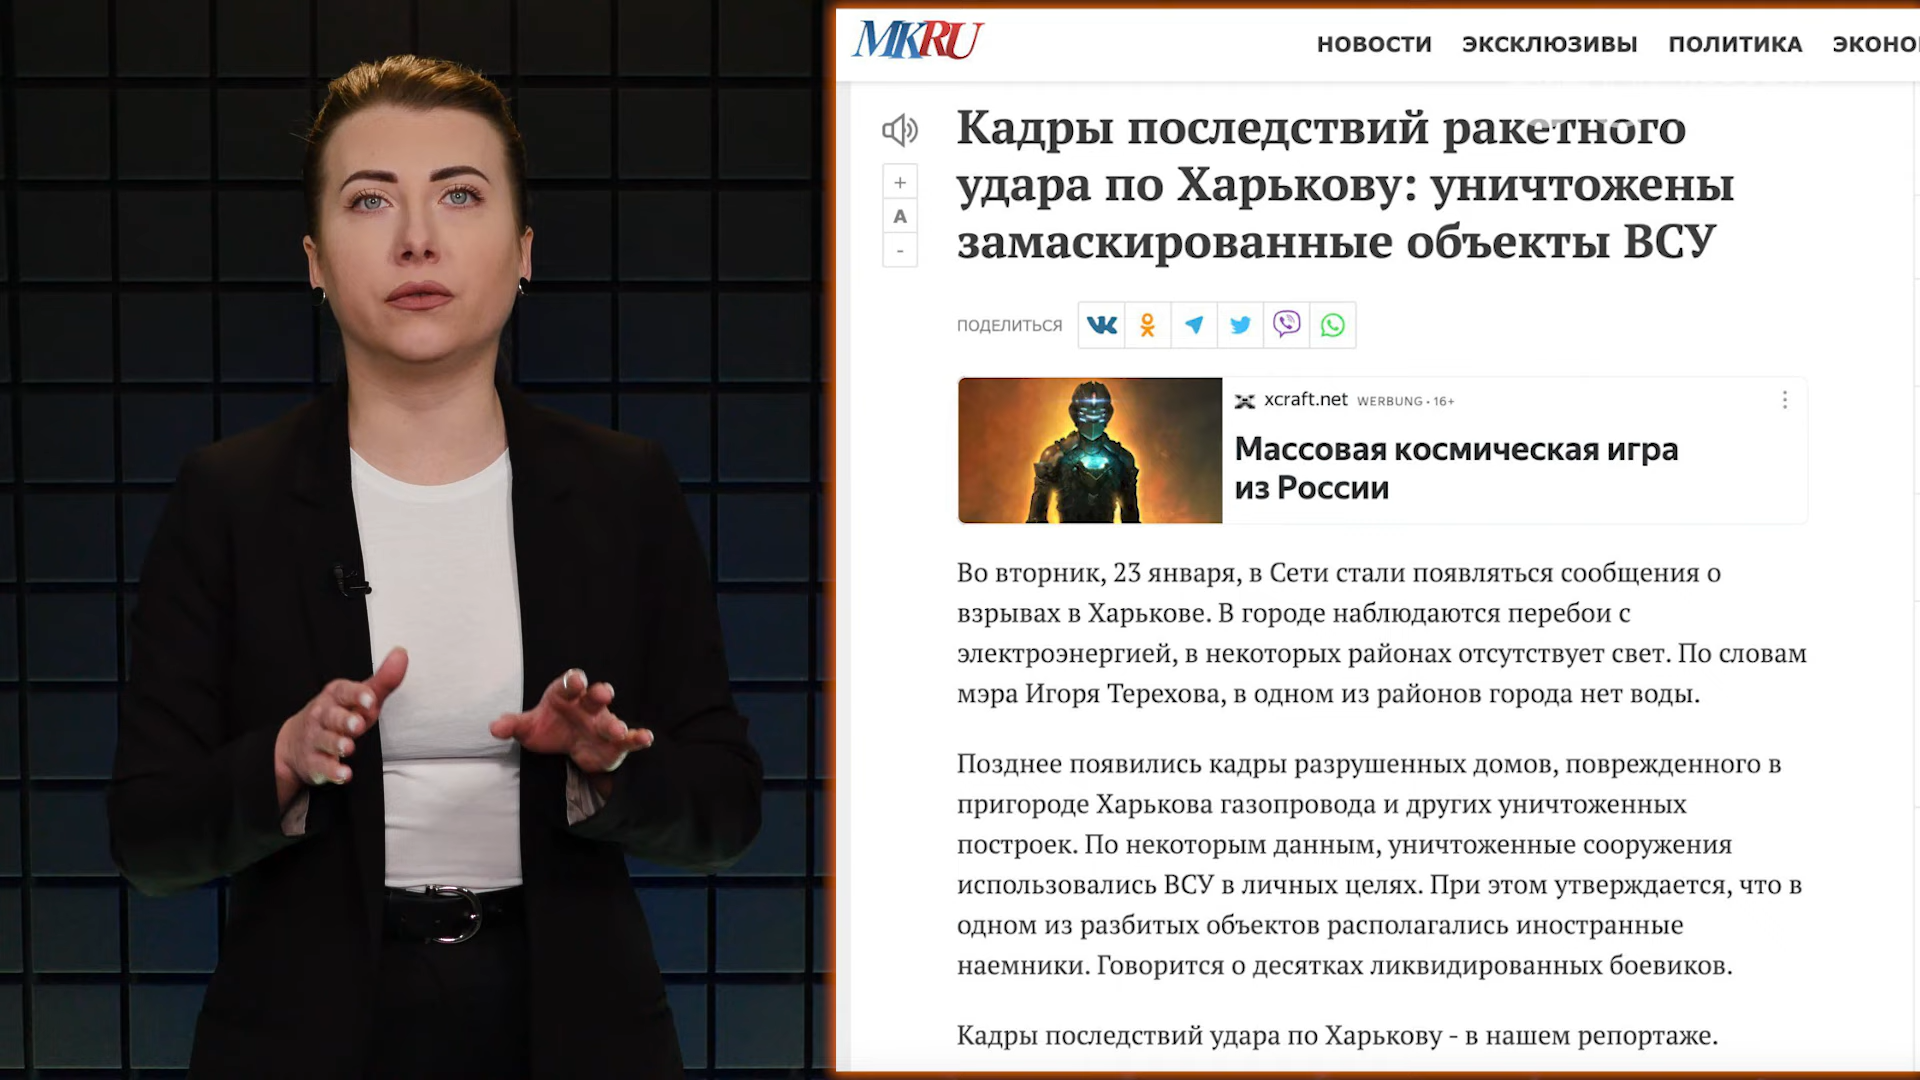 MKRU
НОВОСТИ ЭКСКЛЮЗИВЫ ПОЛИТИКА ЭКОНО
Кадры последствий ракетного
удара по Харькову: уничтожены
замаскированные объекты ВСУ
+
A
-
ПОДЕЛИТЬСЯ
xcraft.net WERBUNG • 16+
Массовая космическая игра
из России
Во вторник, 23 января, в Сети стали появляться сообщения о
взрывах в Харькове. В городе наблюдаются перебои с
электроэнергией, в некоторых районах отсутствует свет. По словам
мэра Игоря Терехова, в одном из районов города нет воды.
Позднее появились кадры разрушенных домов, поврежденного в
пригороде Харькова газопровода и других уничтоженных
построек. По некоторым данным, уничтоженные сооружения
использовались ВСУ в личных целях. При этом утверждается, что в
одном из разбитых объектов располагались иностранные
наемники. Говорится о десятках ликвидированных боевиков.
Кадры последствий удара по Харькову - в нашем репортаже.